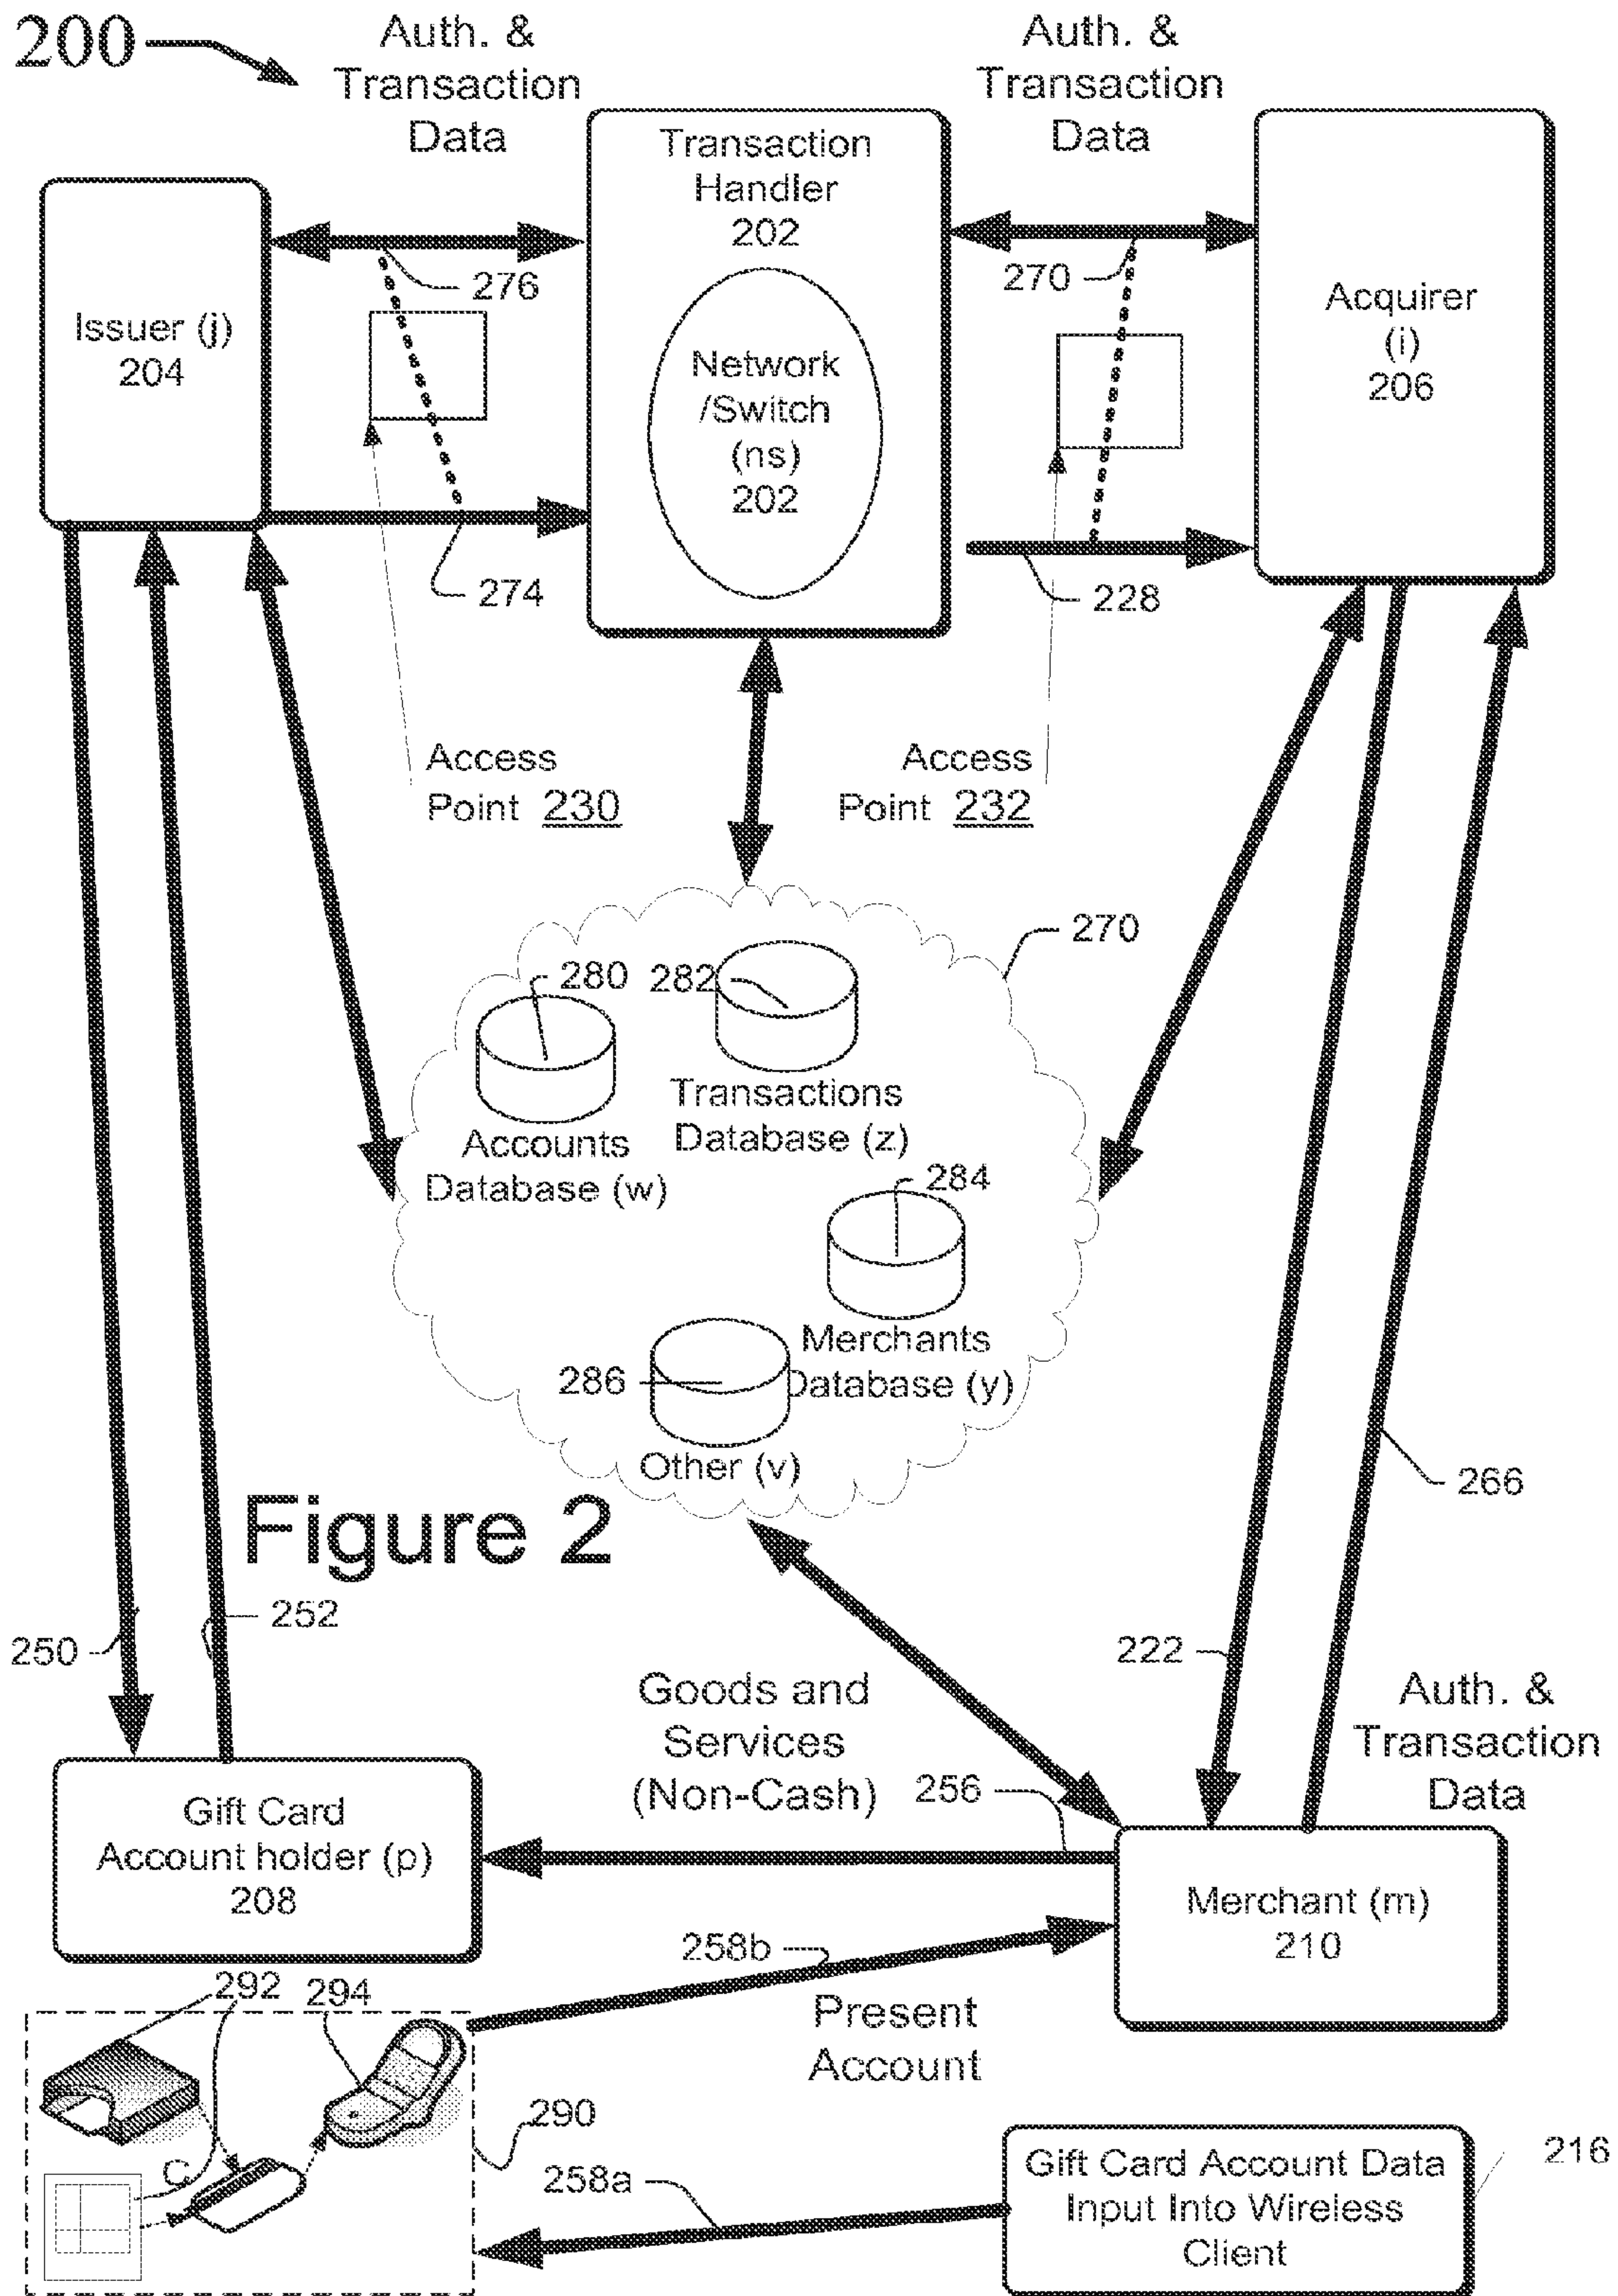 200
Auth. &
Transaction
Data
Auth. &
Transaction
Data
Transaction
Handler
202
Network
/Switch
(ns)
202
Issuer (j)
204
Acquirer
(i)
206
276
270
274
228
Access
Point 230
Access
Point 232
270
280
282
Transactions
Database (z)
Accounts
Database (w)
284
Merchants
Database (y)
286
Other (v)
266
Figure 2
252
250
222
Goods and
Services
(Non-Cash)
256
Auth. &
Transaction
Data
Gift Card
Account holder (p)
208
Merchant (m)
210
258b
Present
Account
292
294
290
C
258a
Gift Card Account Data
Input Into Wireless
Client
216